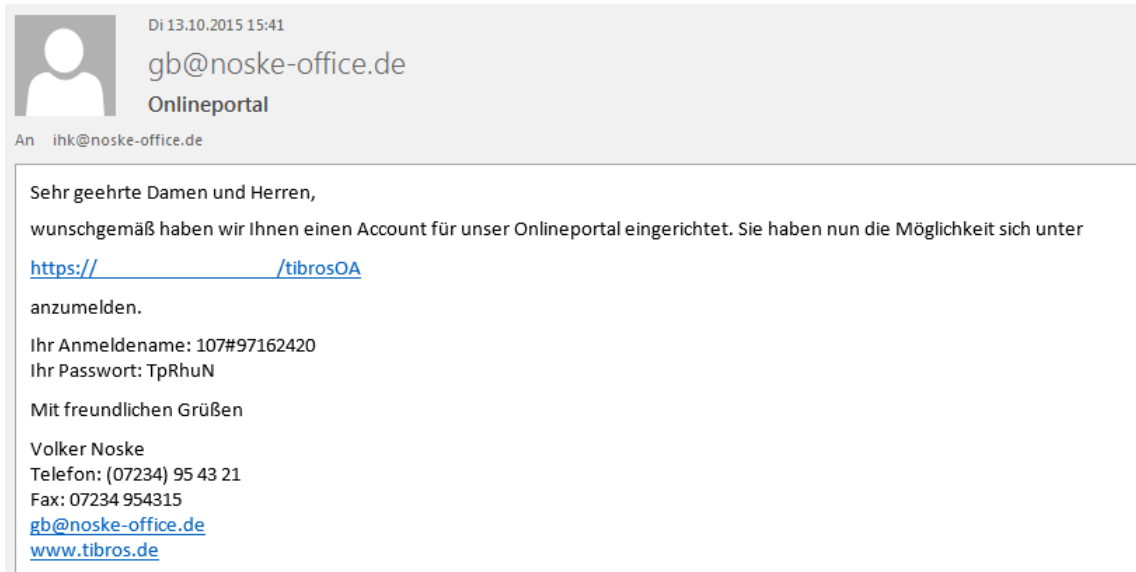 Di 13.10.2015 15:41
gb@noske-office.de
Onlineportal
An ihk@noske-office.de
Sehr geehrte Damen und Herren,
wunschgemäß haben wir Ihnen einen Account für unser Onlineportal eingerichtet. Sie haben nun die Möglichkeit sich unter
https:// /tibrosOA
anzumelden.
Ihr Anmeldename: 107#97162420
Ihr Passwort: TpRhuN
Mit freundlichen Grüßen
Volker Noske
Telefon: (07234) 95 43 21
Fax: 07234 954315
gb@noske-office.de
www.tibros.de